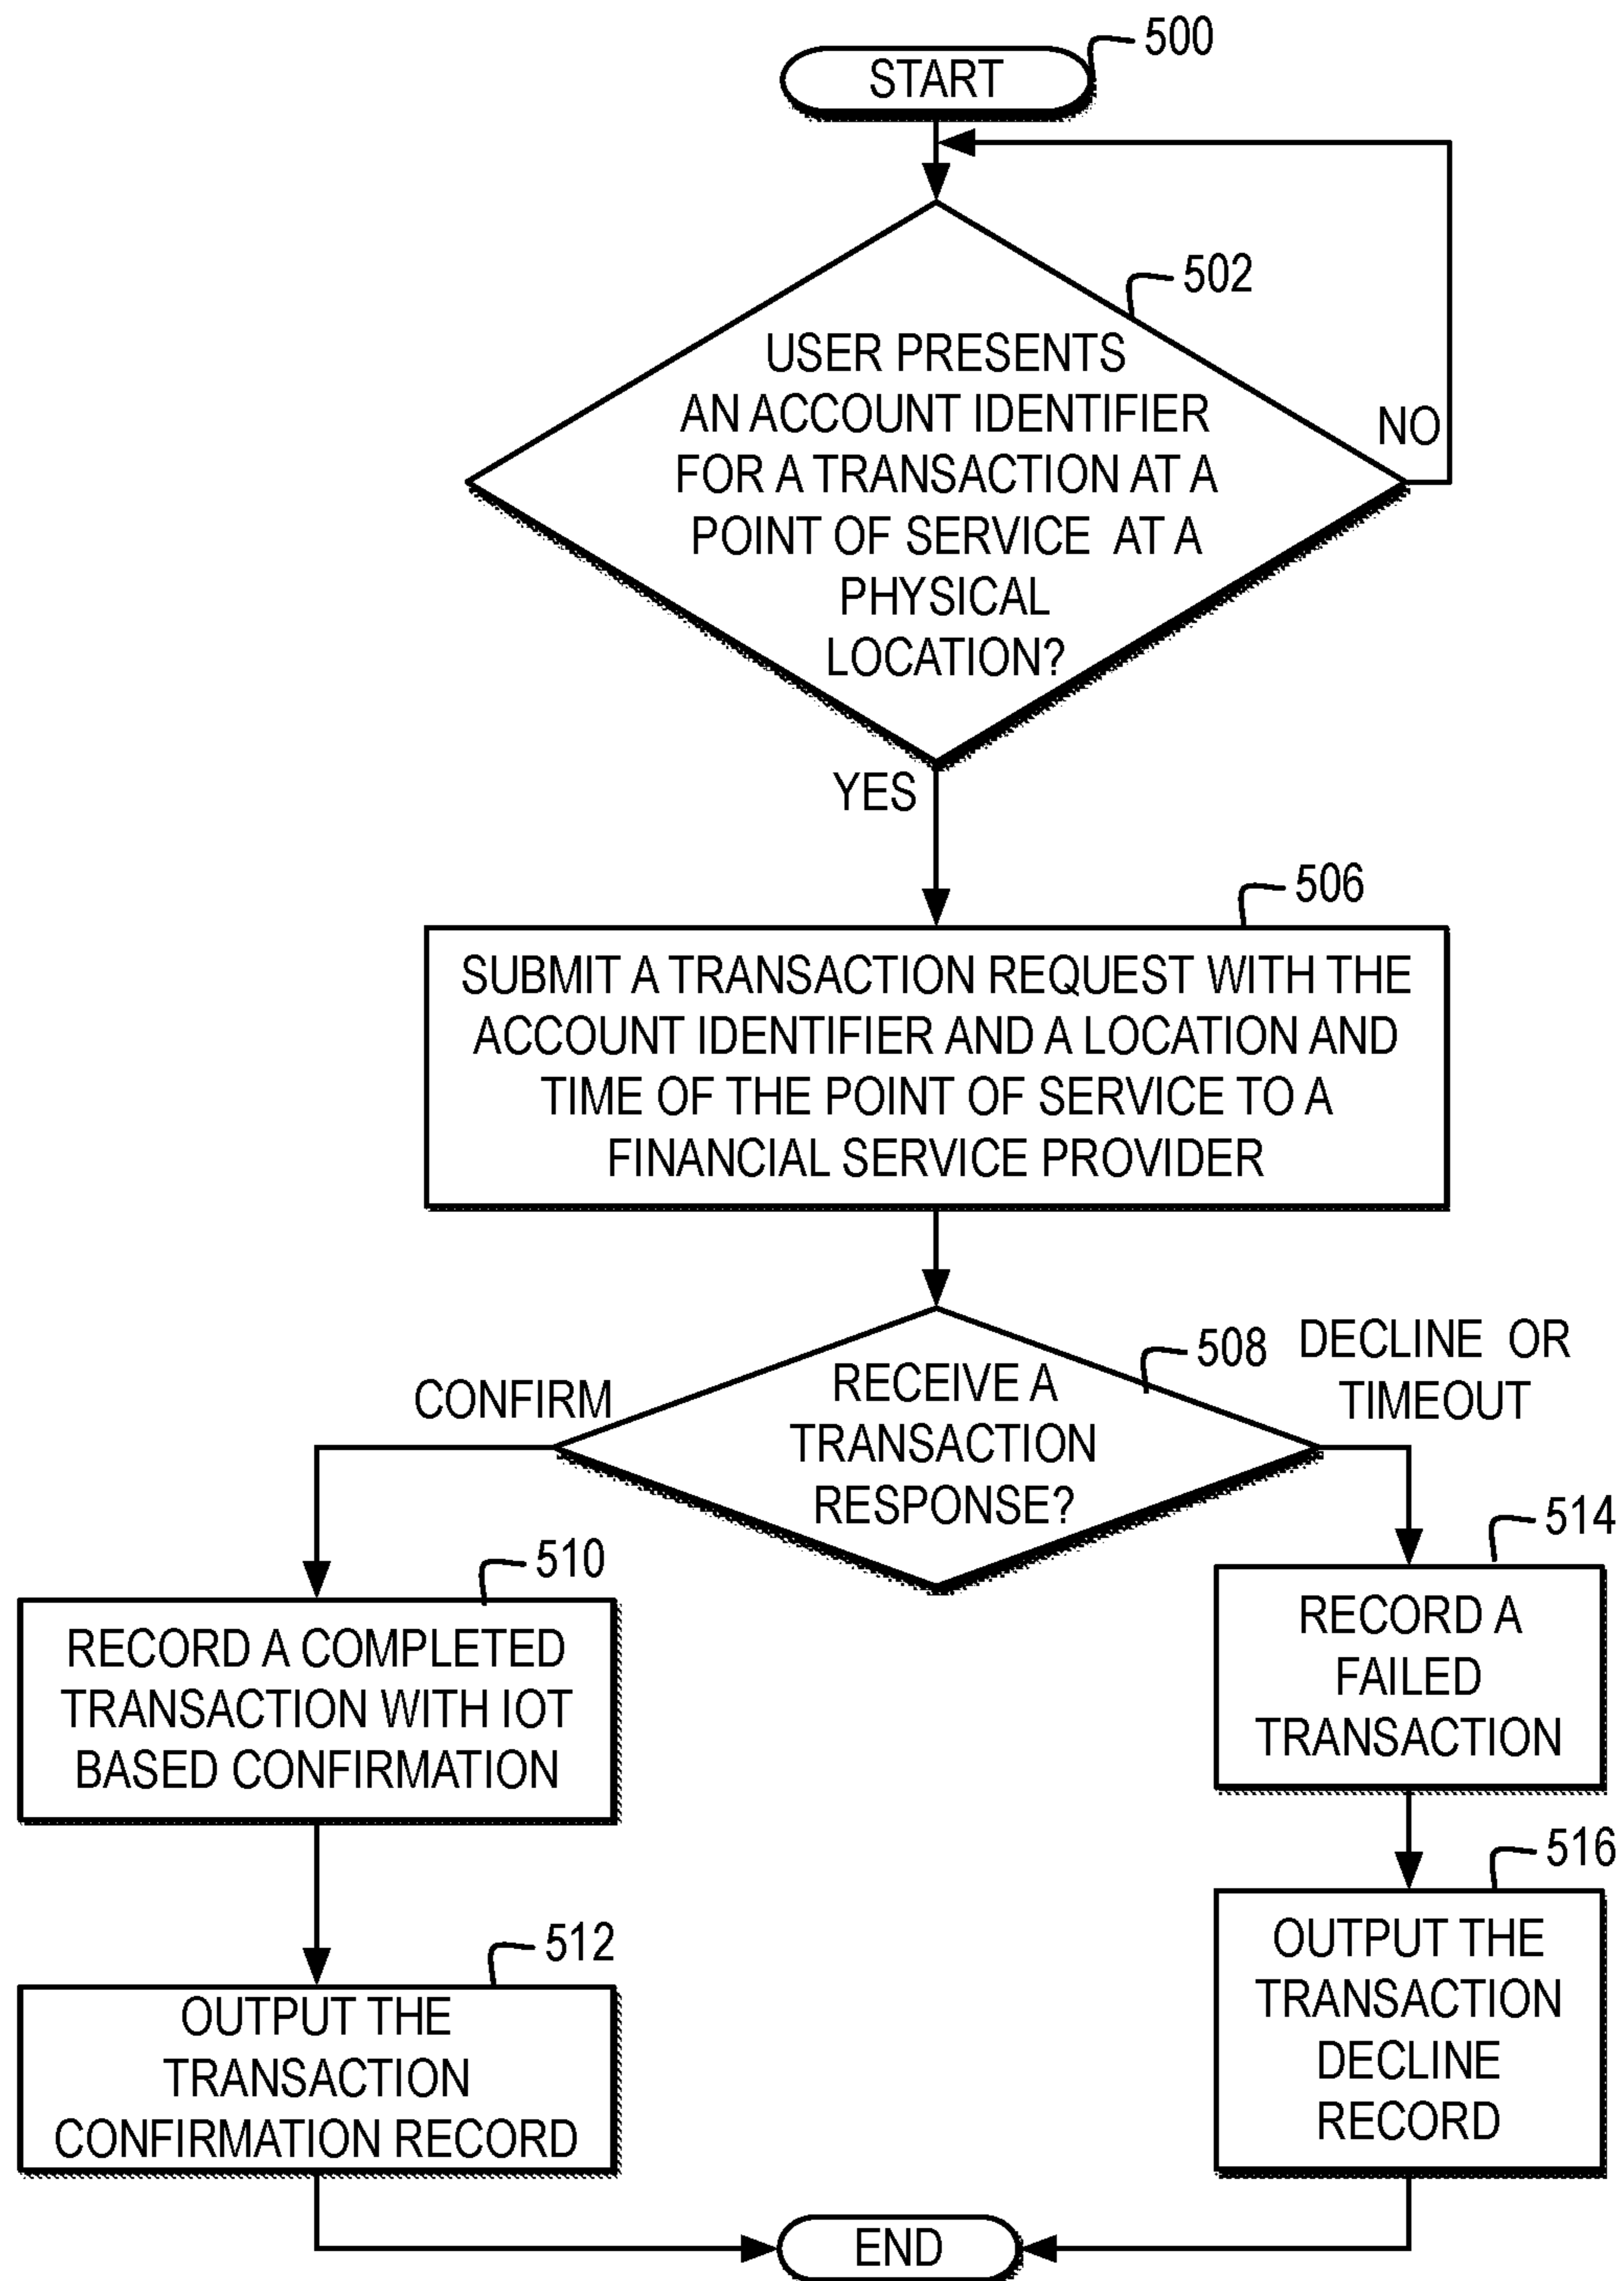 500
START
502
USER PRESENTS
AN ACCOUNT IDENTIFIER
FOR A TRANSACTION AT A
POINT OF SERVICE AT A
PHYSICAL
LOCATION?
NO
YES
506
SUBMIT A TRANSACTION REQUEST WITH THE
ACCOUNT IDENTIFIER AND A LOCATION AND
TIME OF THE POINT OF SERVICE TO A
FINANCIAL SERVICE PROVIDER
508
RECEIVE A
TRANSACTION
RESPONSE?
CONFIRM
DECLINE OR
TIMEOUT
510
RECORD A COMPLETED
TRANSACTION WITH IOT
BASED CONFIRMATION
512
OUTPUT THE
TRANSACTION
CONFIRMATION RECORD
514
RECORD A
FAILED
TRANSACTION
516
OUTPUT THE
TRANSACTION
DECLINE
RECORD
END